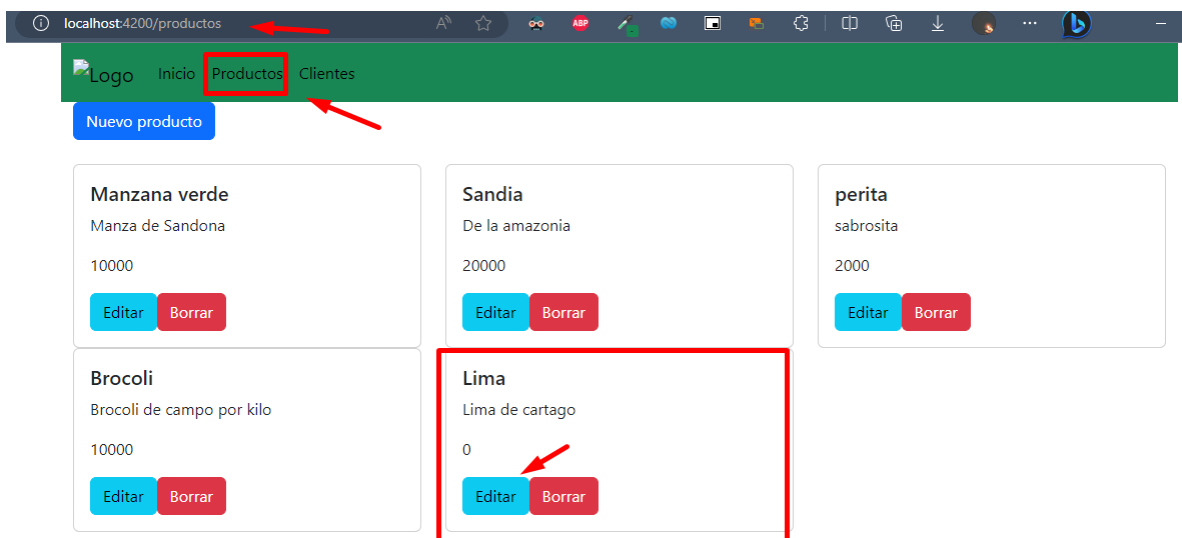 localhost:4200/productos
ABP
Logo Inicio Productos Clientes
Nuevo producto
Manzana verde
Manza de Sandona
10000
Editar Borrar
Sandia
De la amazonia
20000
Editar Borrar
perita
sabrosita
2000
Editar Borrar
Brocoli
Brocoli de campo por kilo
10000
Editar Borrar
Lima
Lima de cartago
0
Editar Borrar